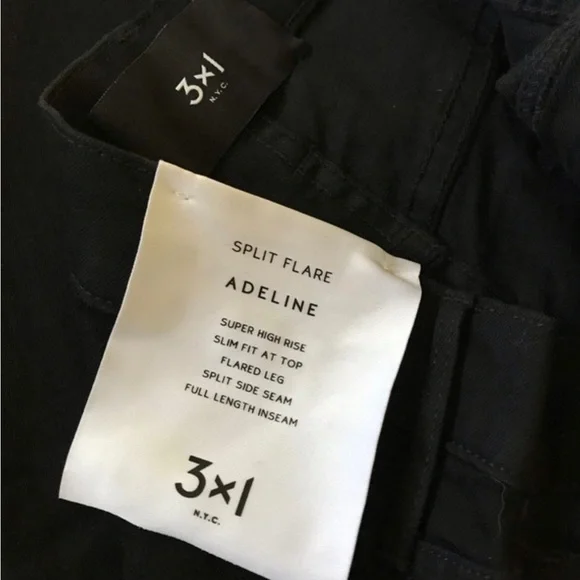 3×1
N.Y.C.
SPLIT FLARE
ADELINE
SUPER HIGH RISE
SLIM FIT AT TOP
FLARED LEG
SPLIT SIDE SEAM
FULL LENGTH INSEAM
3×1
N.Y.C.